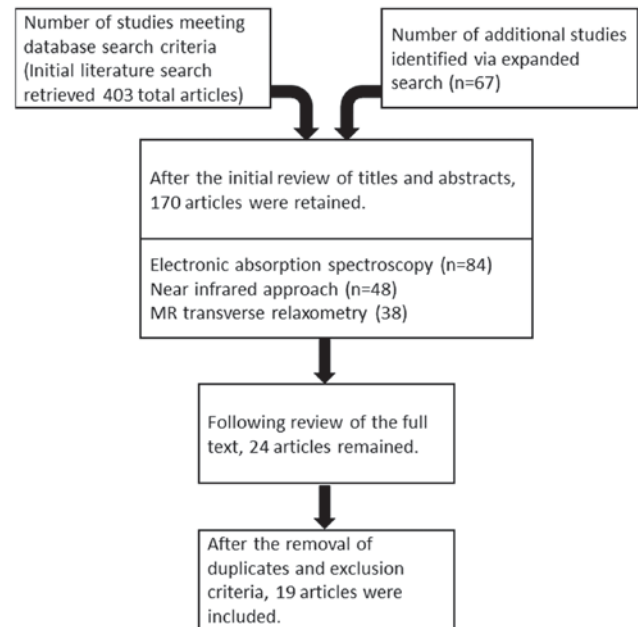 Number of studies meeting
database search criteria
(Initial literature search
retrieved 403 total articles)
Number of additional studies
identified via expanded
search (n=67)
After the initial review of titles and abstracts,
170 articles were retained.
Electronic absorption spectroscopy (n=84)
Near infrared approach (n=48)
MR transverse relaxometry (38)
Following review of the full
text, 24 articles remained.
After the removal of
duplicates and exclusion
criteria, 19 articles were
included.